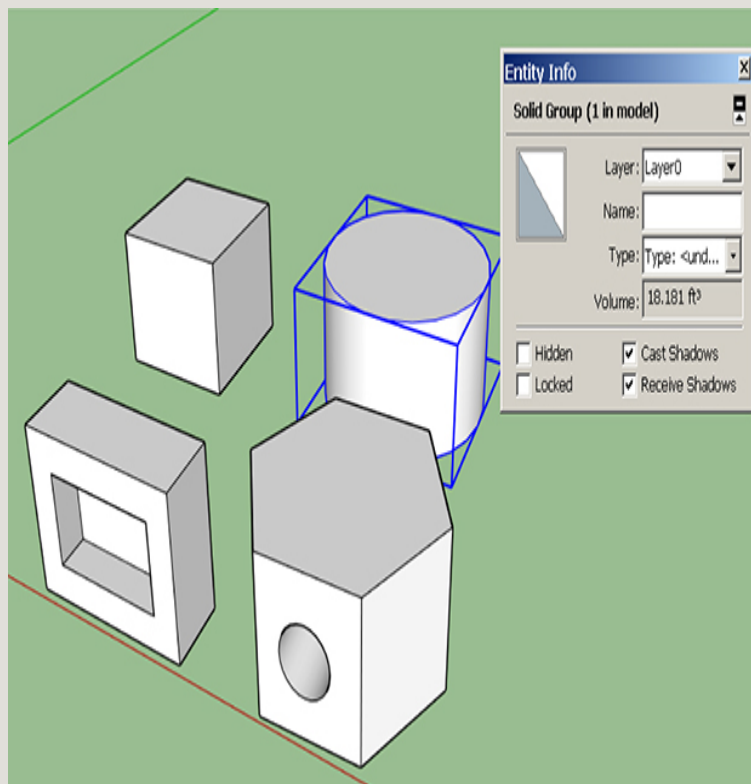 Entity Info
Solid Group (1 in model)
Layer: Layer0
Name:
Type: Type: <und...
Volume: 18.181 ft³
Hidden Cast Shadows
Locked Receive Shadows